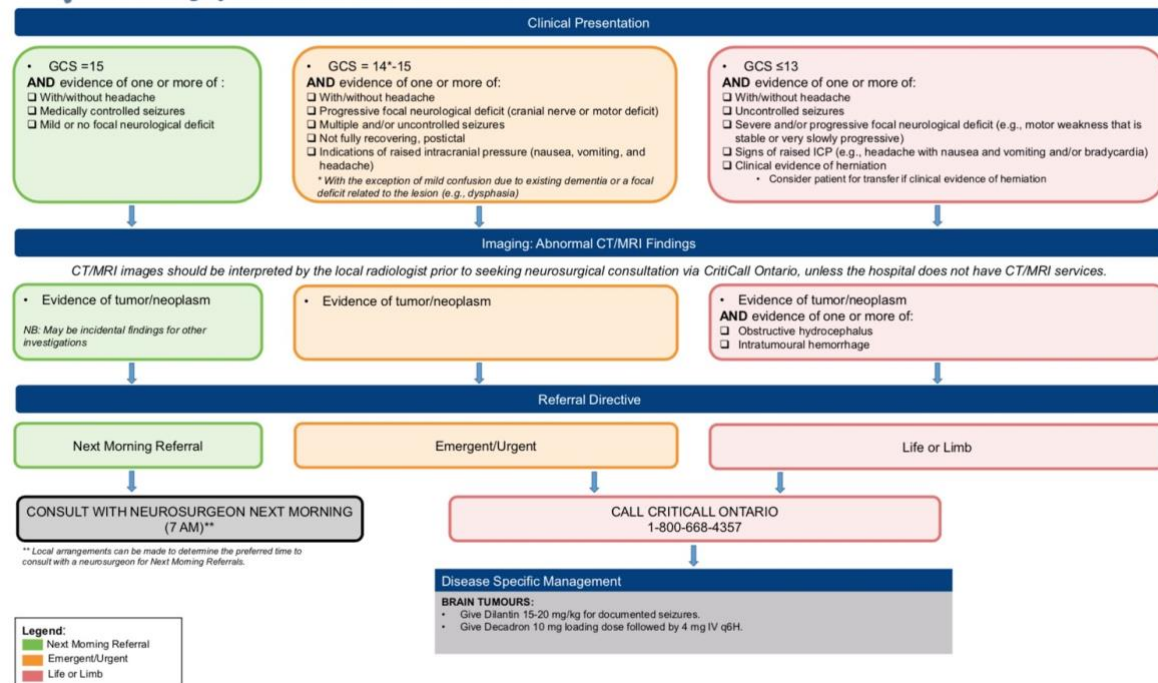 Clinical Presentation
• GCS =15
AND evidence of one or more of :
❑ With/without headache
❑ Medically controlled seizures
❑ Mild or no focal neurological deficit
• GCS = 14*-15
AND evidence of one or more of:
❑ With/without headache
❑ Progressive focal neurological deficit (cranial nerve or motor deficit)
❑ Multiple and/or uncontrolled seizures
❑ Not fully recovering, postictal
❑ Indications of raised intracranial pressure (nausea, vomiting, and
headache)
* With the exception of mild confusion due to existing dementia or a focal
deficit related to the lesion (e.g., dysphasia)
• GCS ≤13
AND evidence of one or more of:
❑ With/without headache
❑ Uncontrolled seizures
❑ Severe and/or progressive focal neurological deficit (e.g., motor weakness that is
stable or very slowly progressive)
❑ Signs of raised ICP (e.g., headache with nausea and vomiting and/or bradycardia)
❑ Clinical evidence of herniation
• Consider patient for transfer if clinical evidence of herniation
Imaging: Abnormal CT/MRI Findings
CT/MRI images should be interpreted by the local radiologist prior to seeking neurosurgical consultation via CritiCall Ontario, unless the hospital does not have CT/MRI services.
• Evidence of tumor/neoplasm
NB: May be incidental findings for other
investigations
• Evidence of tumor/neoplasm
• Evidence of tumor/neoplasm
AND evidence of one or more of:
❑ Obstructive hydrocephalus
❑ Intratumoural hemorrhage
Referral Directive
Next Morning Referral
Emergent/Urgent
Life or Limb
CONSULT WITH NEUROSURGEON NEXT MORNING
(7 AM)**
** Local arrangements can be made to determine the preferred time to
consult with a neurosurgeon for Next Morning Referrals.
CALL CRITICALL ONTARIO
1-800-668-4357
Disease Specific Management
BRAIN TUMOURS:
• Give Dilantin 15-20 mg/kg for documented seizures.
• Give Decadron 10 mg loading dose followed by 4 mg IV q6H.
Legend:
Next Morning Referral
Emergent/Urgent
Life or Limb